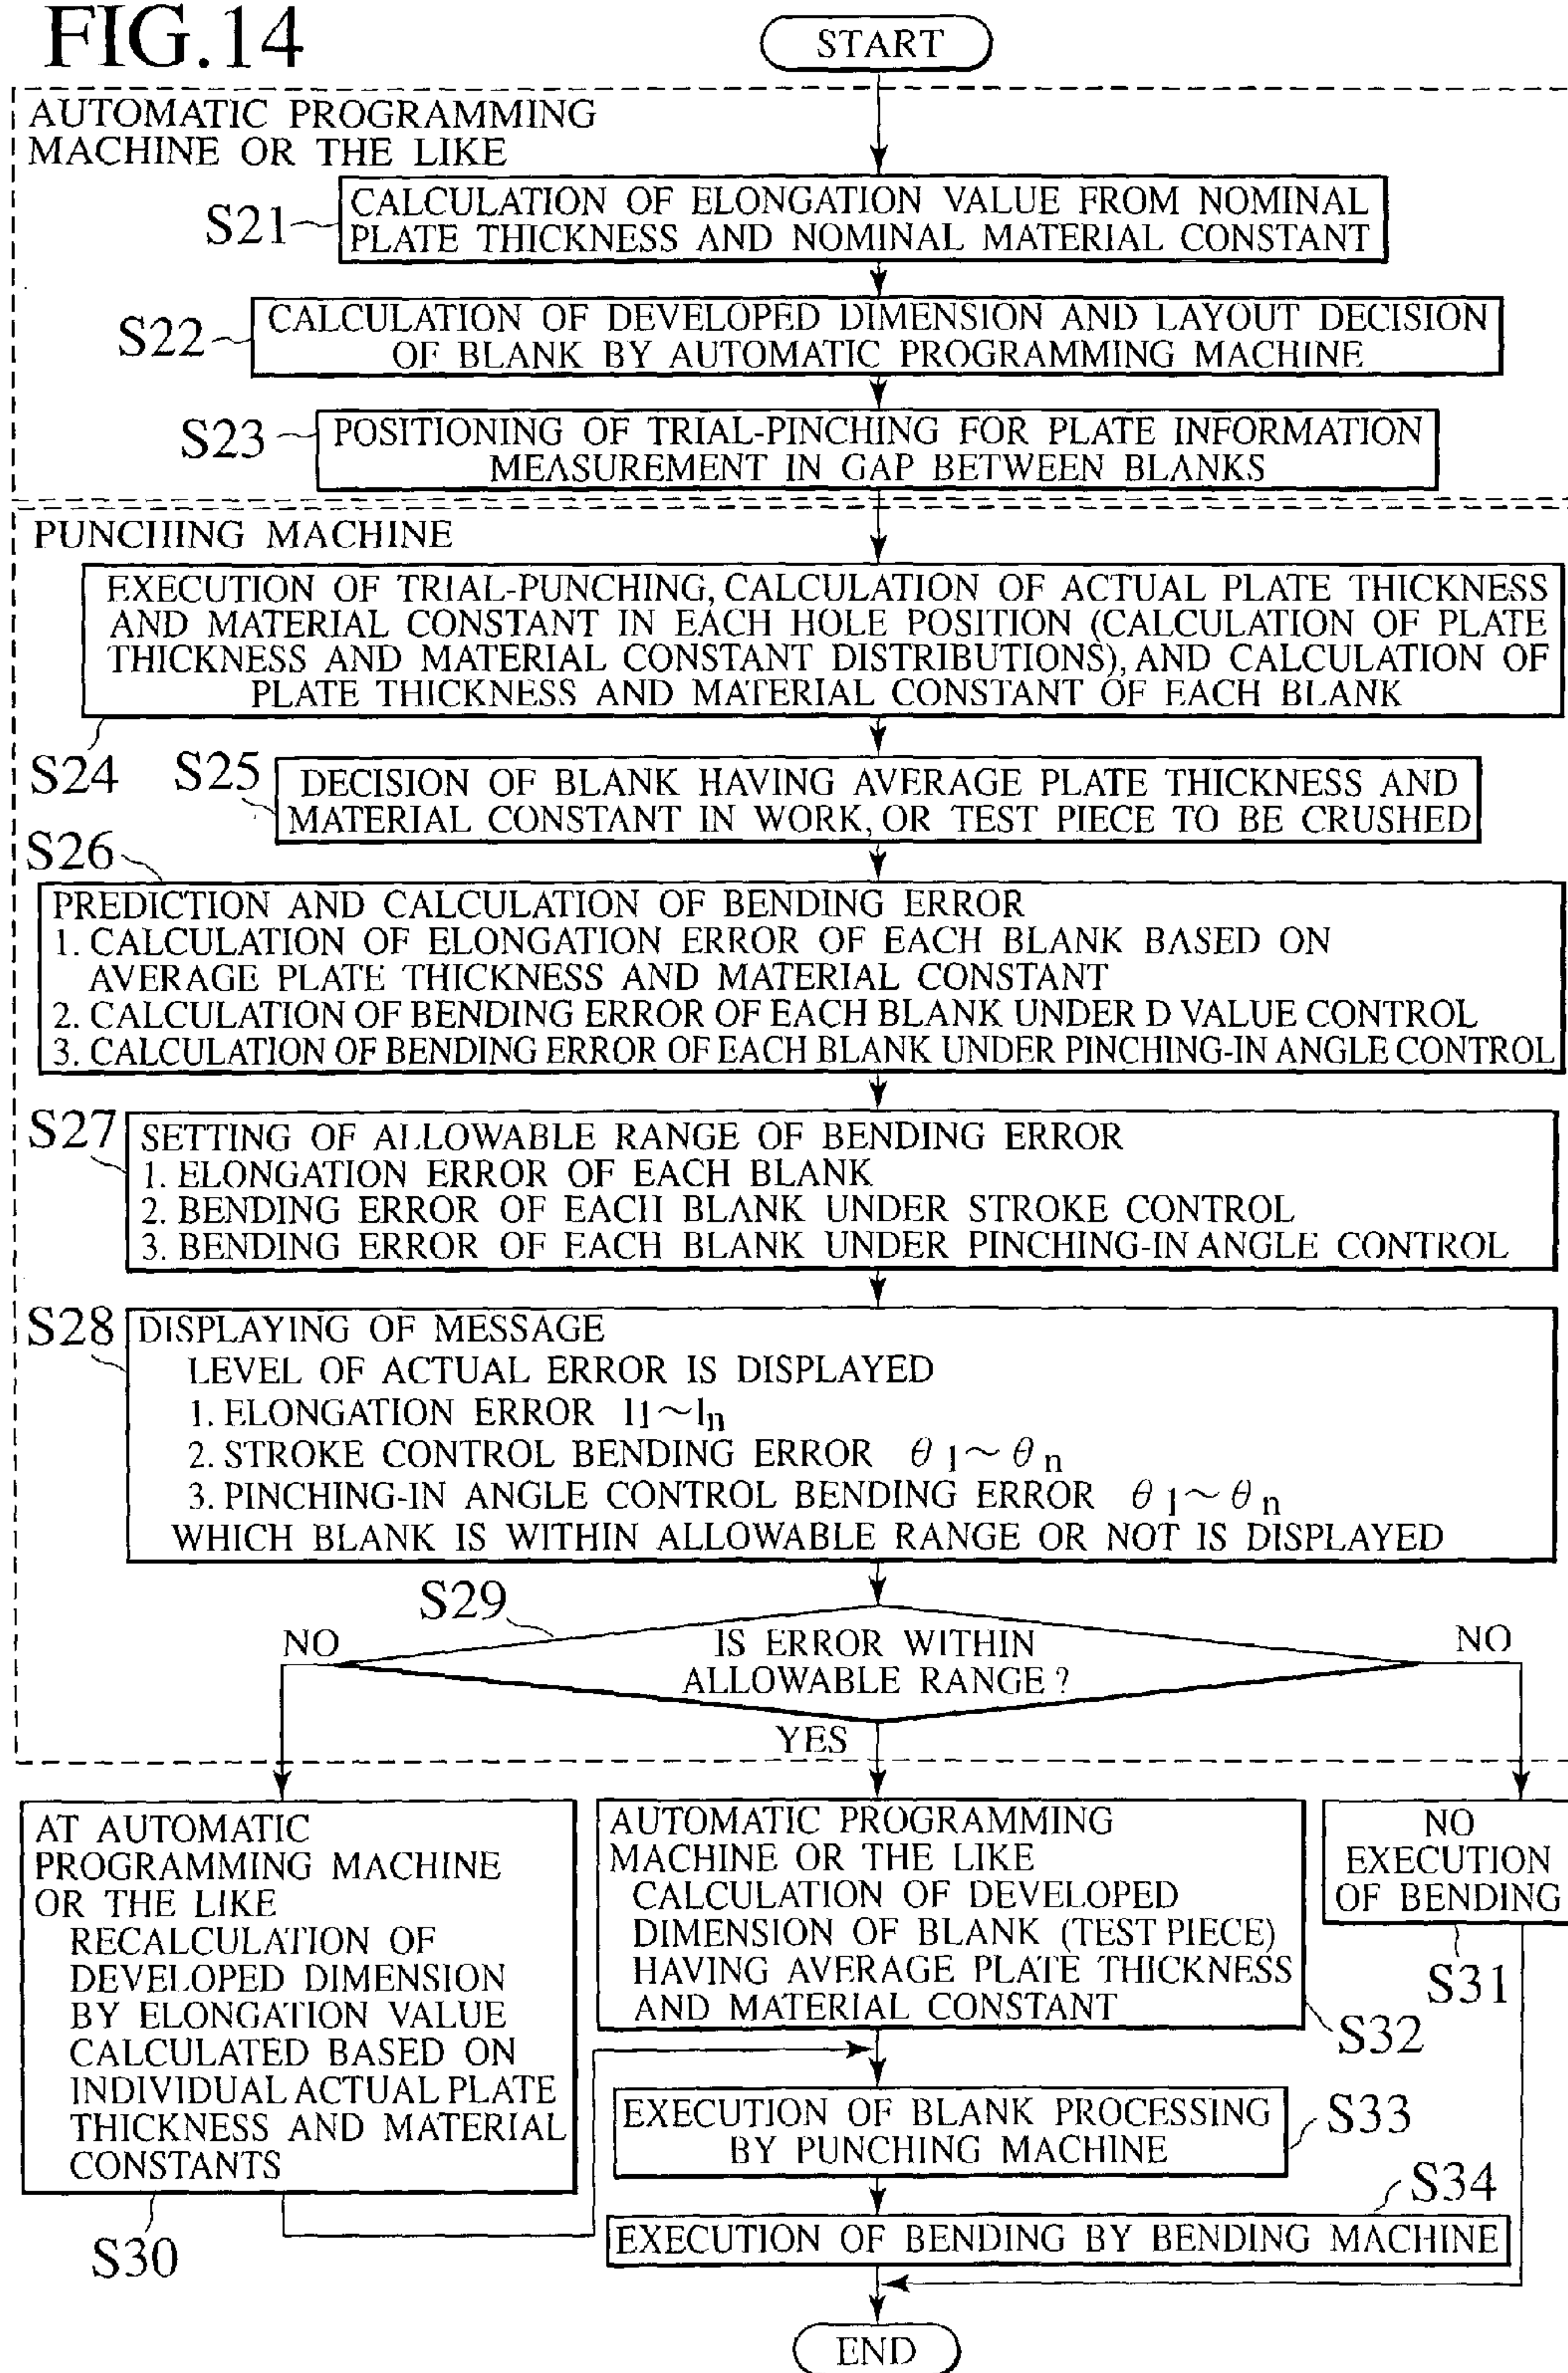 FIG.14
START
AUTOMATIC PROGRAMMING
MACHINE OR THE LIKE
S21
CALCULATION OF ELONGATION VALUE FROM NOMINAL
PLATE THICKNESS AND NOMINAL MATERIAL CONSTANT
S22
CALCULATION OF DEVELOPED DIMENSION AND LAYOUT DECISION
OF BLANK BY AUTOMATIC PROGRAMMING MACHINE
S23
POSITIONING OF TRIAL-PINCHING FOR PLATE INFORMATION
MEASUREMENT IN GAP BETWEEN BLANKS
PUNCHING MACHINE
EXECUTION OF TRIAL-PUNCHING, CALCULATION OF ACTUAL PLATE THICKNESS
AND MATERIAL CONSTANT IN EACH HOLE POSITION (CALCULATION OF PLATE
THICKNESS AND MATERIAL CONSTANT DISTRIBUTIONS), AND CALCULATION OF
PLATE THICKNESS AND MATERIAL CONSTANT OF EACH BLANK
S24
S25
DECISION OF BLANK HAVING AVERAGE PLATE THICKNESS AND
MATERIAL CONSTANT IN WORK, OR TEST PIECE TO BE CRUSHED
S26
PREDICTION AND CALCULATION OF BENDING ERROR
1. CALCULATION OF ELONGATION ERROR OF EACH BLANK BASED ON
AVERAGE PLATE THICKNESS AND MATERIAL CONSTANT
2. CALCULATION OF BENDING ERROR OF EACH BLANK UNDER D VALUE CONTROL
3. CALCULATION OF BENDING ERROR OF EACH BLANK UNDER PINCHING-IN ANGLE CONTROL
S27
SETTING OF ALLOWABLE RANGE OF BENDING ERROR
1. ELONGATION ERROR OF EACH BLANK
2. BENDING ERROR OF EACH BLANK UNDER STROKE CONTROL
3. BENDING ERROR OF EACH BLANK UNDER PINCHING-IN ANGLE CONTROL
S28
DISPLAYING OF MESSAGE
LEVEL OF ACTUAL ERROR IS DISPLAYED
1. ELONGATION ERROR l1~ln
2. STROKE CONTROL BENDING ERROR θ1~θn
3. PINCHING-IN ANGLE CONTROL BENDING ERROR θ1~θn
WHICH BLANK IS WITHIN ALLOWABLE RANGE OR NOT IS DISPLAYED
S29
NO
IS ERROR WITHIN
ALLOWABLE RANGE ?
NO
YES
AT AUTOMATIC
PROGRAMMING MACHINE
OR THE LIKE
RECALCULATION OF
DEVELOPED DIMENSION
BY ELONGATION VALUE
CALCULATED BASED ON
INDIVIDUAL ACTUAL PLATE
THICKNESS AND MATERIAL
CONSTANTS
S30
AUTOMATIC PROGRAMMING
MACHINE OR THE LIKE
CALCULATION OF DEVELOPED
DIMENSION OF BLANK (TEST PIECE)
HAVING AVERAGE PLATE THICKNESS
AND MATERIAL CONSTANT
S32
NO
EXECUTION
OF BENDING
S31
EXECUTION OF BLANK PROCESSING
BY PUNCHING MACHINE
S33
S34
EXECUTION OF BENDING BY BENDING MACHINE
END